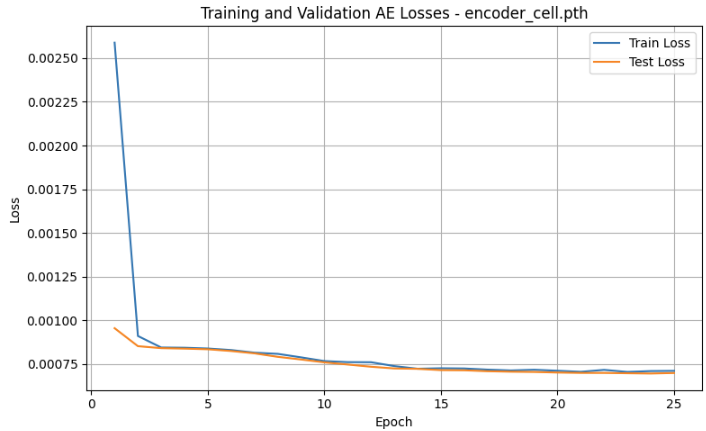 Training and Validation AE Losses - encoder_cell.pth
Train Loss
Test Loss
0.00250
0.00225
0.00200
0.00175
0.00150
0.00125
0.00100
0.00075
Loss
0 5 10 15 20 25
Epoch